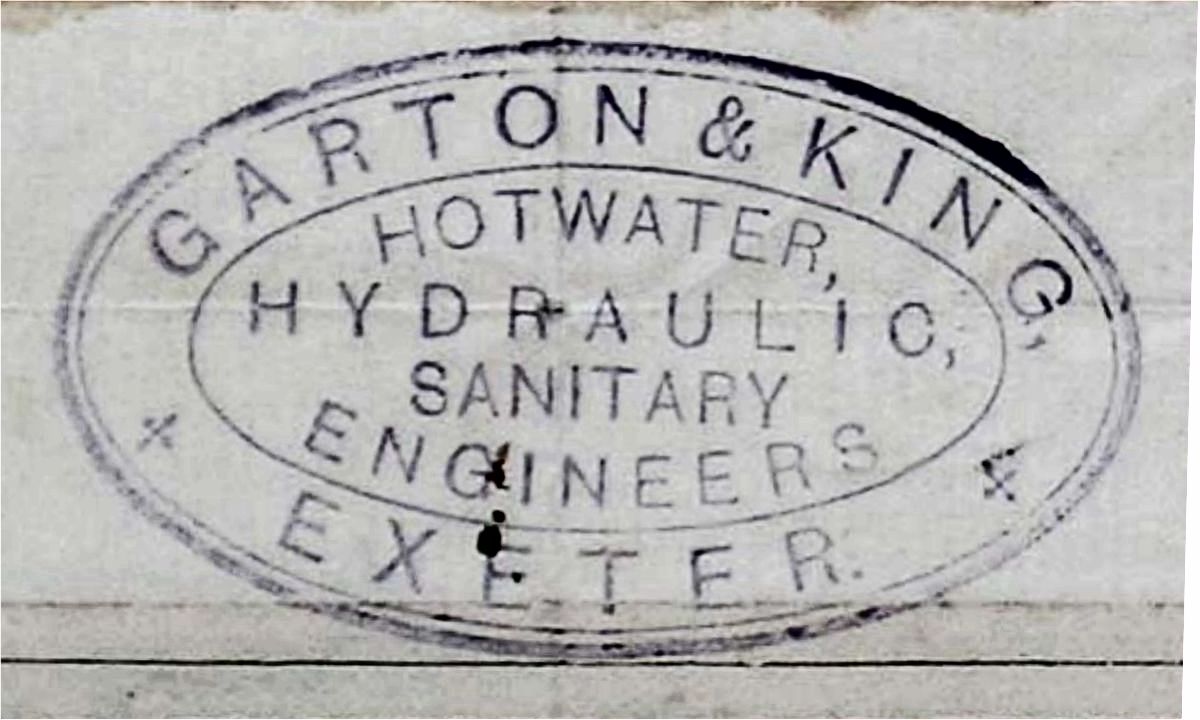 GARTON & KING,
HOTWATER,
HYDRAULIC,
SANITARY
ENGINEERS
EXETER.